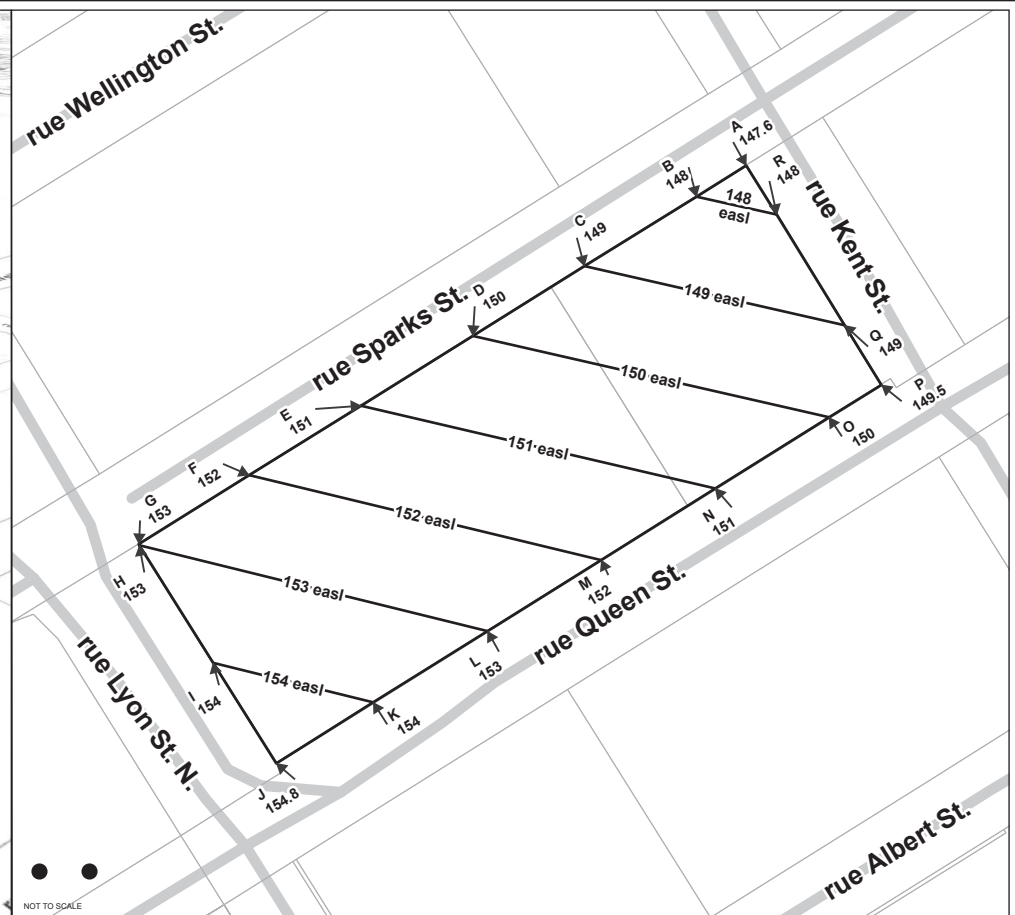 rue Wellington St.
A
147.6
R
148
B
148
148
easl
rue Kent St.
C
149
149 easl
D
150
rue Sparks St.
Q
149
150 easl
P
149.5
E
151
O
150
151 easl
F
152
N
151
152 easl
G
153
H
153
M
152
rue Queen St.
153 easl
L
153
154 easl
I
154
K
154
rue Lyon St. N.
J
154.8
rue Albert St.
NOT TO SCALE